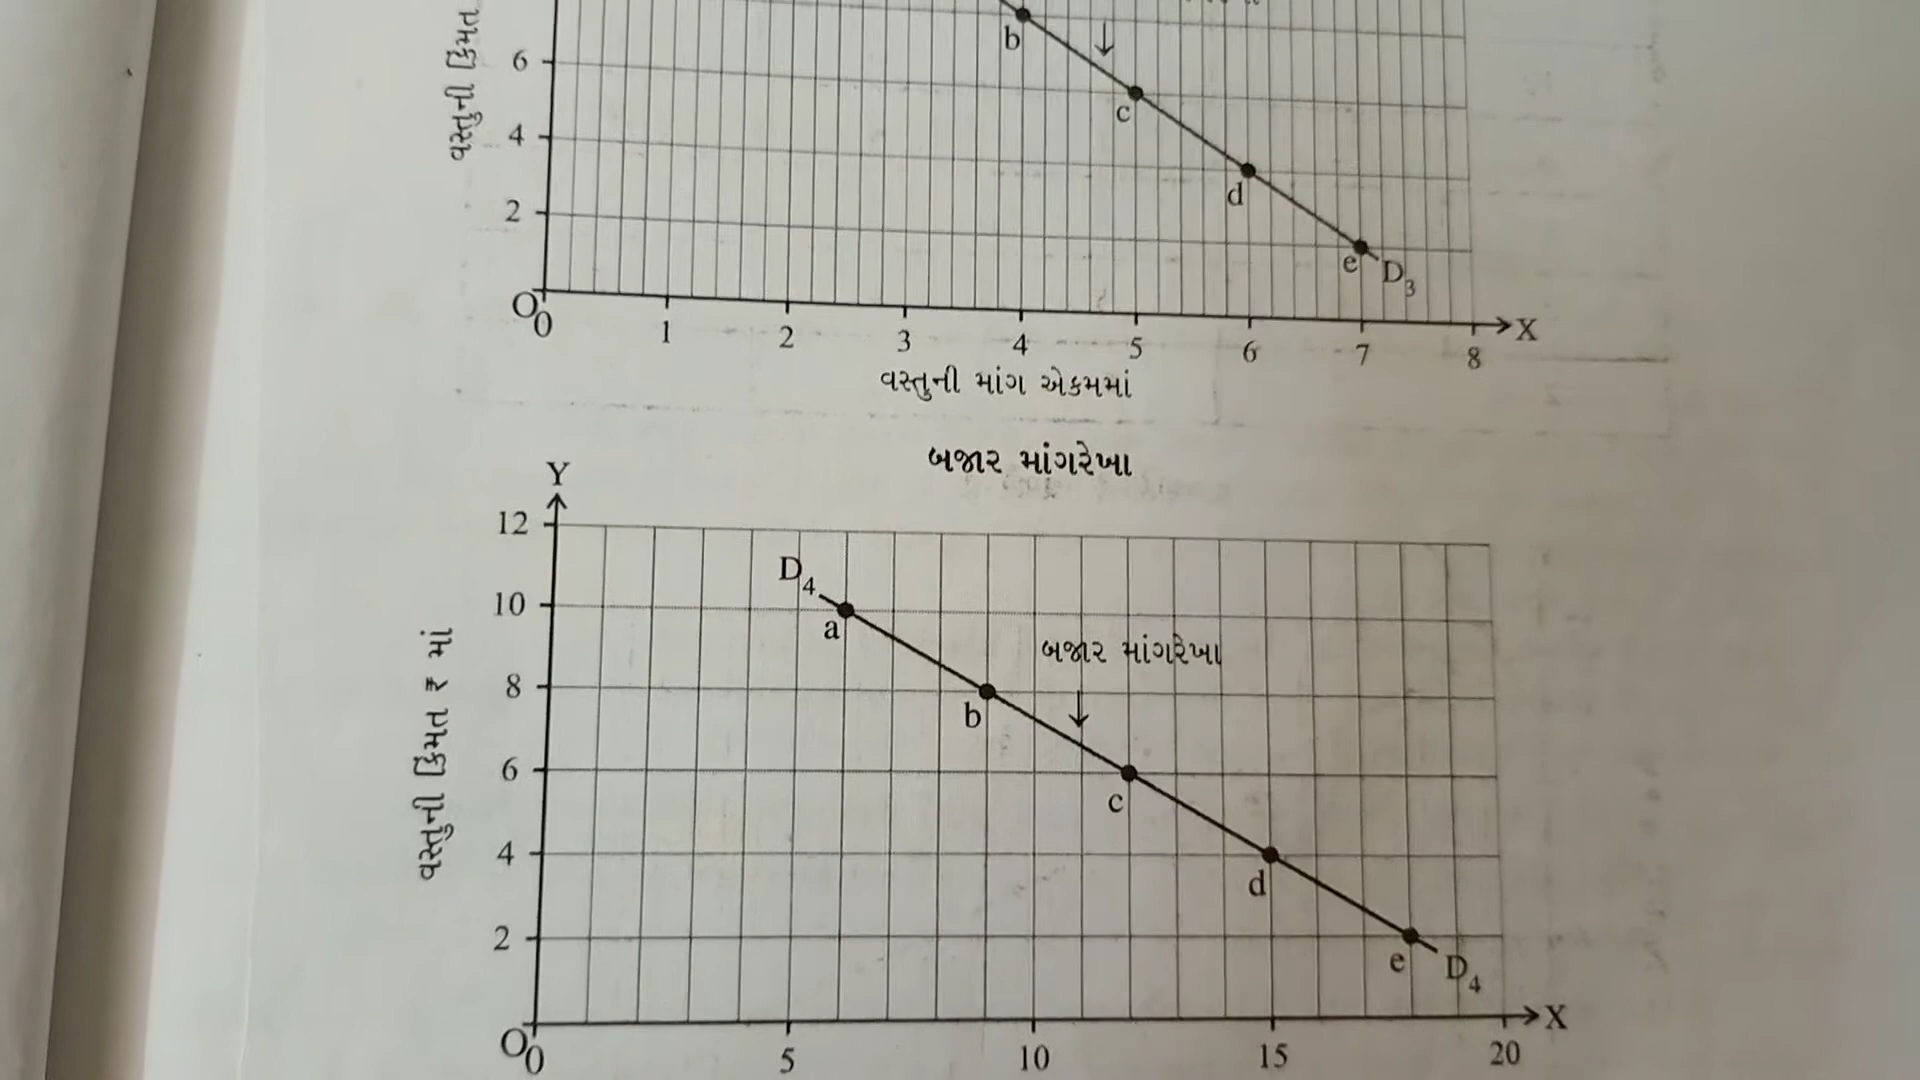 વસ્તુની કિંમત
6
4
2
b
c
d
e
D₃
O
0 1 2 3 4 5 6 7 8
X
વસ્તુની માંગ એકમમાં
બજાર માંગરેખા
Y
12
10
8
6
4
2
વસ્તુની કિંમત ₹ માં
D₄
a
બજાર માંગરેખા
b
c
d
e
D₄
X
O
0 5 10 15 20